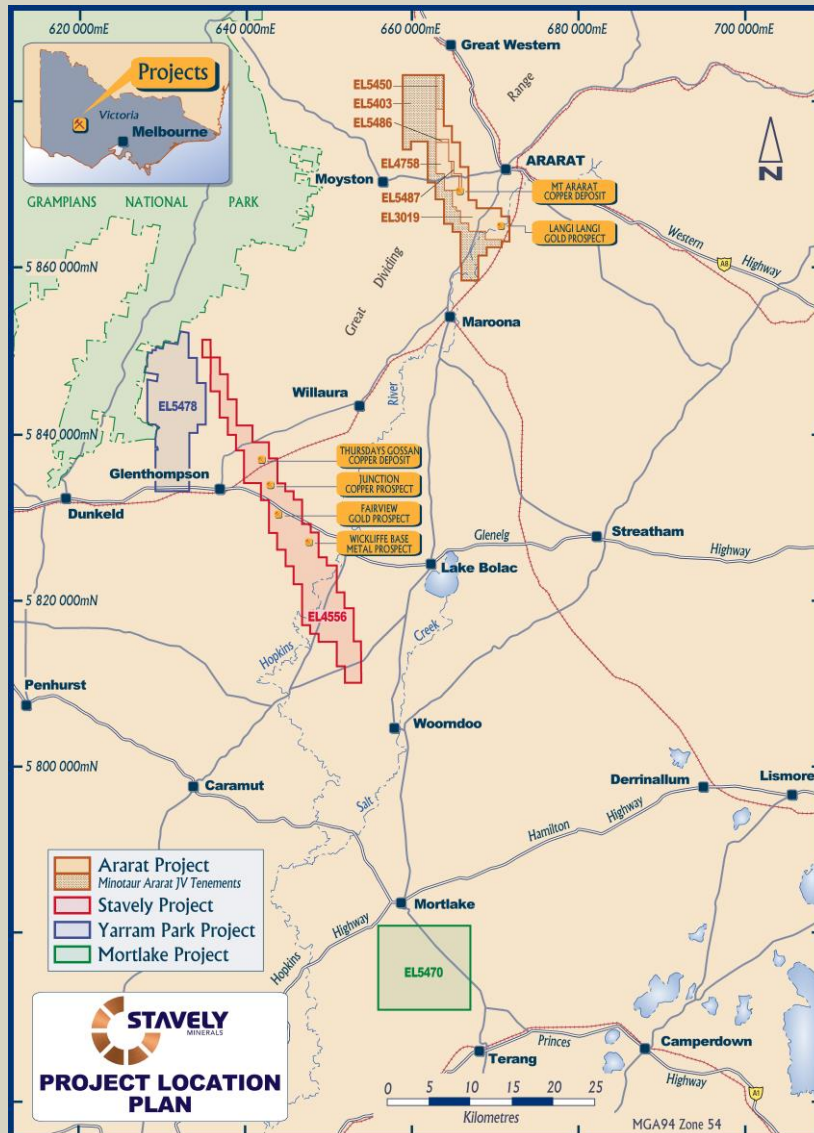 620 000mE
640 000mE
660 000mE
680 000mE
700 000mE
Projects
Victoria
Melbourne
GRAMPIANS NATIONAL PARK
Great Western
Range
EL5450
EL5403
EL5486
EL4758
EL5487
EL3019
ARARAT
Moyston
N
MT ARARAT
COPPER DEPOSIT
LANGI LANGI
GOLD PROSPECT
Western
Highway
A8
5 860 000mN
Great Dividing
Maroona
River
Willaura
EL5478
5 840 000mN
THURSDAYS GOSSAN
COPPER DEPOSIT
JUNCTION
COPPER PROSPECT
FAIRVIEW
GOLD PROSPECT
WICKLIFFE BASE
METAL PROSPECT
Glenthompson
Dunkeld
Glenelg
Highway
Streatham
Lake Bolac
5 820 000mN
EL4556
Creek
Hopkins
Penhurst
Woorndoo
5 800 000mN
Caramut
Salt
Derrinallum
Lismore
Hamilton
Highway
Ararat Project
Minotaur Ararat JV Tenements
Stavely Project
Yarram Park Project
Mortlake Project
Mortlake
Hopkins
Highway
EL5470
STAVELY
MINERALS
PROJECT LOCATION
PLAN
Terang
Princes
Highway
Camperdown
A1
0 5 10 15 20 25
Kilometres
MGA94 Zone 54